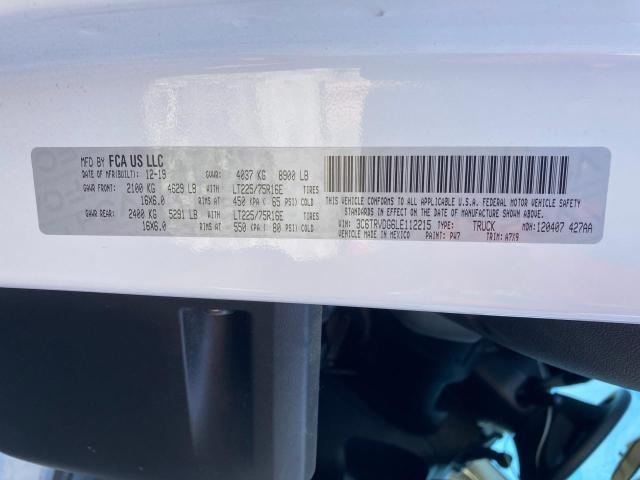 MFD BY FCA US LLC
DATE OF MFR(BUILT): 12-19 GVWR: 4037 KG 8900 LB
GAWR FRONT: 2100 KG 4629 LB WITH LT225/75R16E TIRES
16X6.0 RIMS AT 450 KPA( 65 PSI) COLD
GAWR REAR: 2400 KG 5291 LB WITH LT225/75R16E TIRES
16X6.0 RIMS AT 550 KPA( 80 PSI) COLD
THIS VEHICLE CONFORMS TO ALL APPLICABLE U.S.A. FEDERAL MOTOR VEHICLE SAFETY
STANDARDS IN EFFECT ON THE DATE OF MANUFACTURE SHOWN ABOVE.
VIN: 3C6TRVDG6LE112215 TYPE: TRUCK MDH: 120407 427AA
VEHICLE MADE IN MEXICO PAINT: PW7 TRIM: A7X9